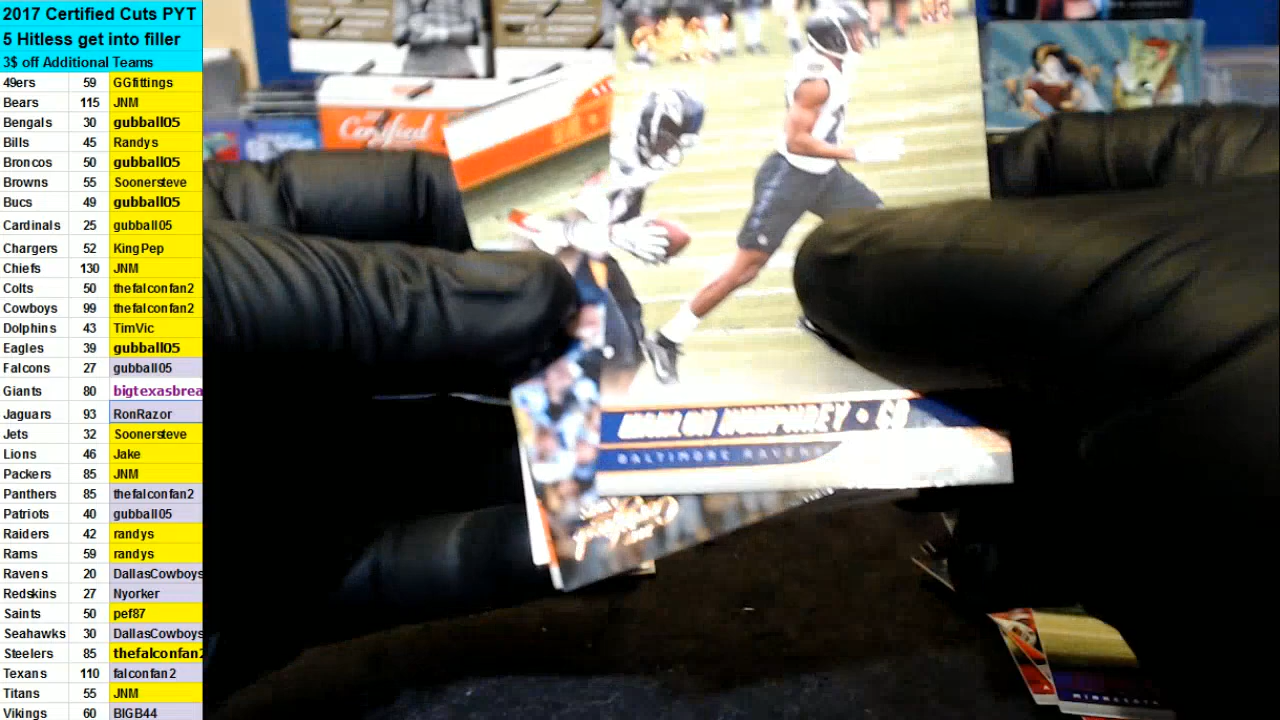 2017 Certified Cuts PYT
5 Hitless get into filler
3$ off Additional Teams
49ers 59 GGfittings
Bears 115 JNM
Bengals 30 gubball05
Bills 45 Randys
Broncos 50 gubball05
Browns 55 Soonersteve
Bucs 49 gubball05
Cardinals 25 gubball05
Chargers 52 KingPep
Chiefs 130 JNM
Colts 50 thefalconfan2
Cowboys 99 thefalconfan2
Dolphins 43 TimVic
Eagles 39 gubball05
Falcons 27 gubball05
Giants 80 bigtexasbrea
Jaguars 93 RonRazor
Jets 32 Soonersteve
Lions 46 Jake
Packers 85 JNM
Panthers 85 thefalconfan2
Patriots 40 gubball05
Raiders 42 randys
Rams 59 randys
Ravens 20 DallasCowboys
Redskins 27 Nyorker
Saints 50 pef87
Seahawks 30 DallasCowboys
Steelers 85 thefalconfan2
Texans 110 falconfan2
Titans 55 JNM
Vikings 60 BIGB44
Certified
MARLON HUMPHREY • CB
BALTIMORE RAVENS
MINNESOTA